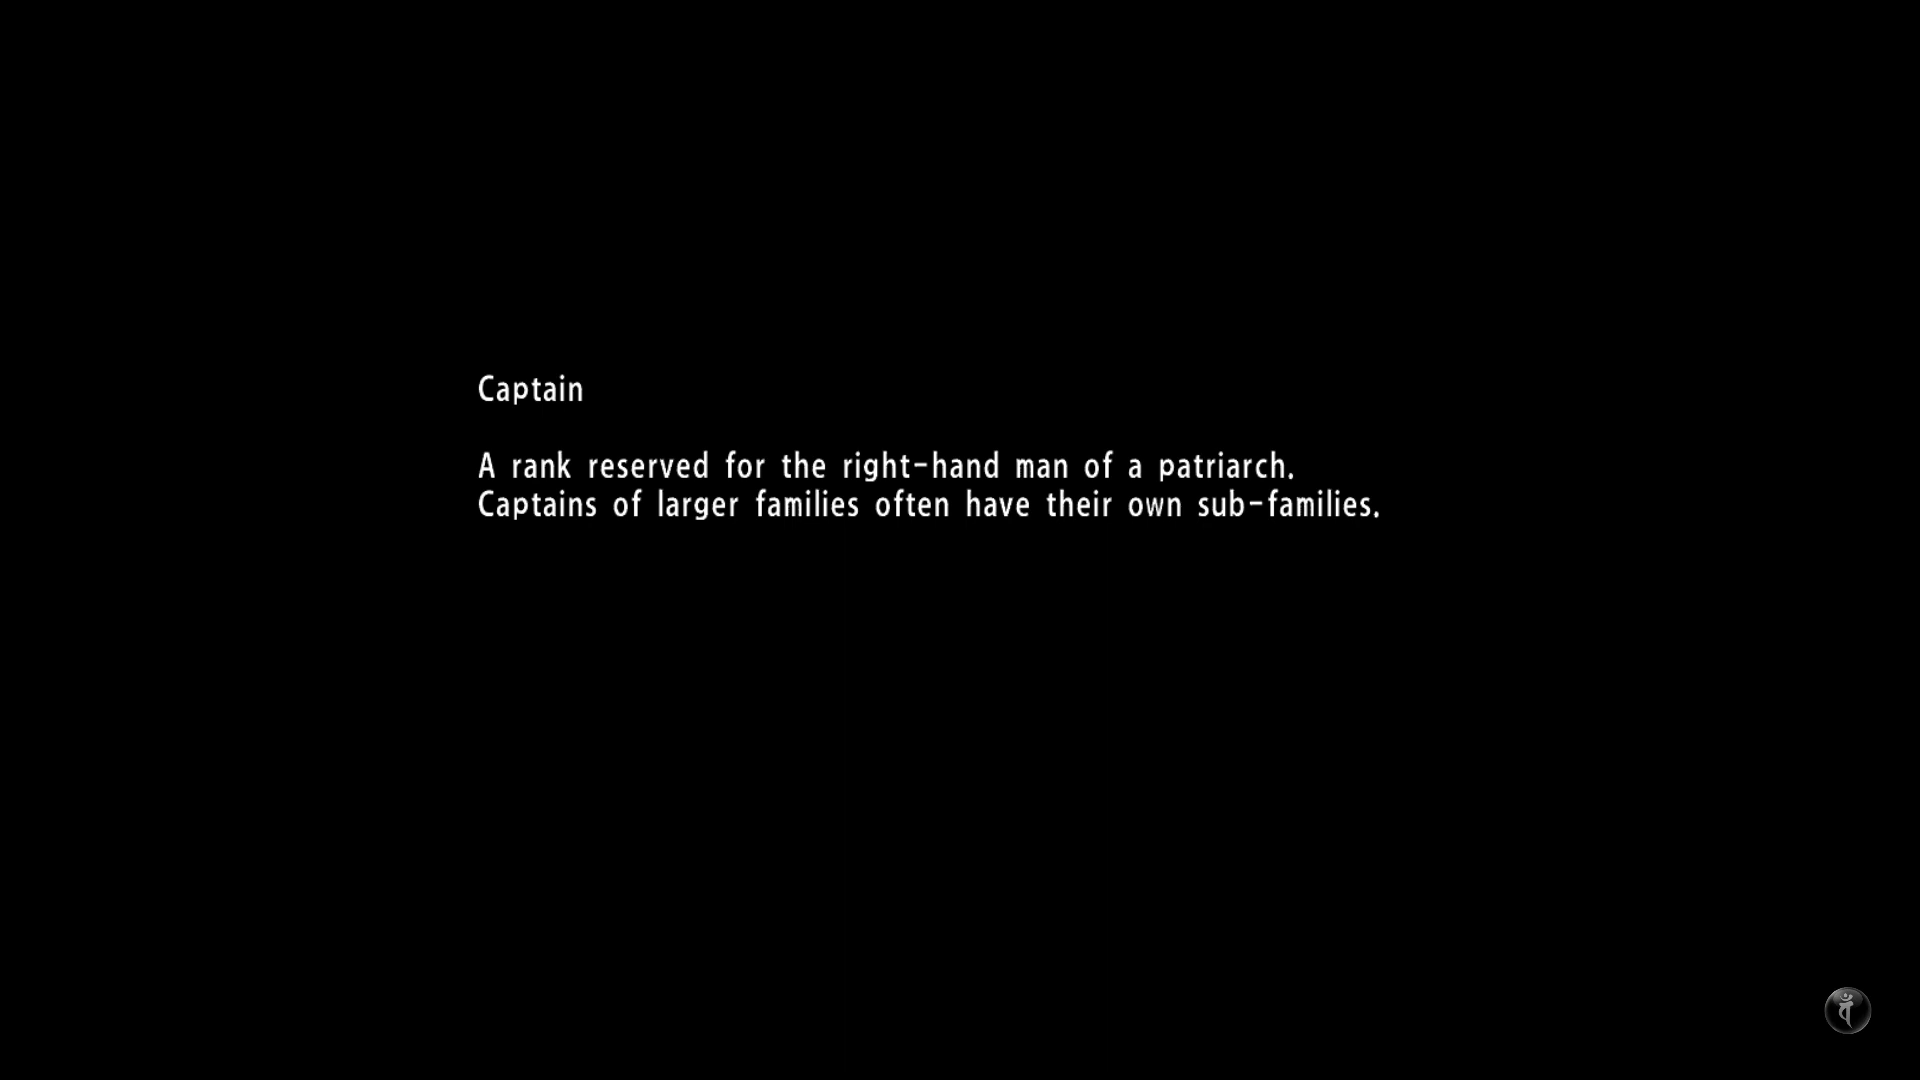 Captain
A rank reserved for the right-hand man of a patriarch.
Captains of larger families often have their own sub-families.